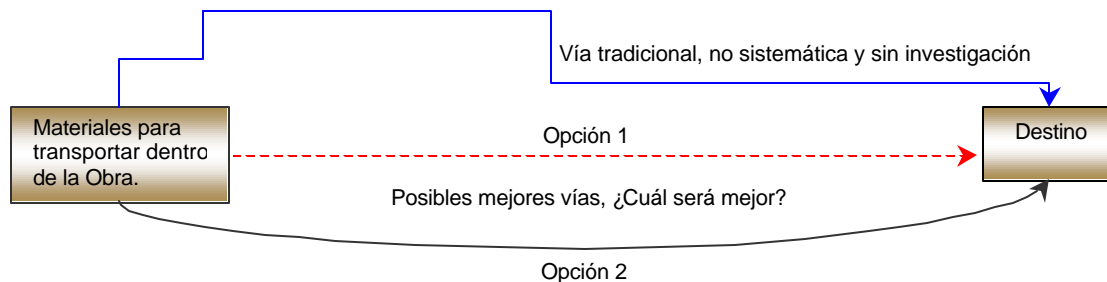 Vía tradicional, no sistemática y sin investigación
Materiales para
transportar dentro
de la Obra.
Opción 1
Destino
Posibles mejores vías, ¿Cuál será mejor?
Opción 2